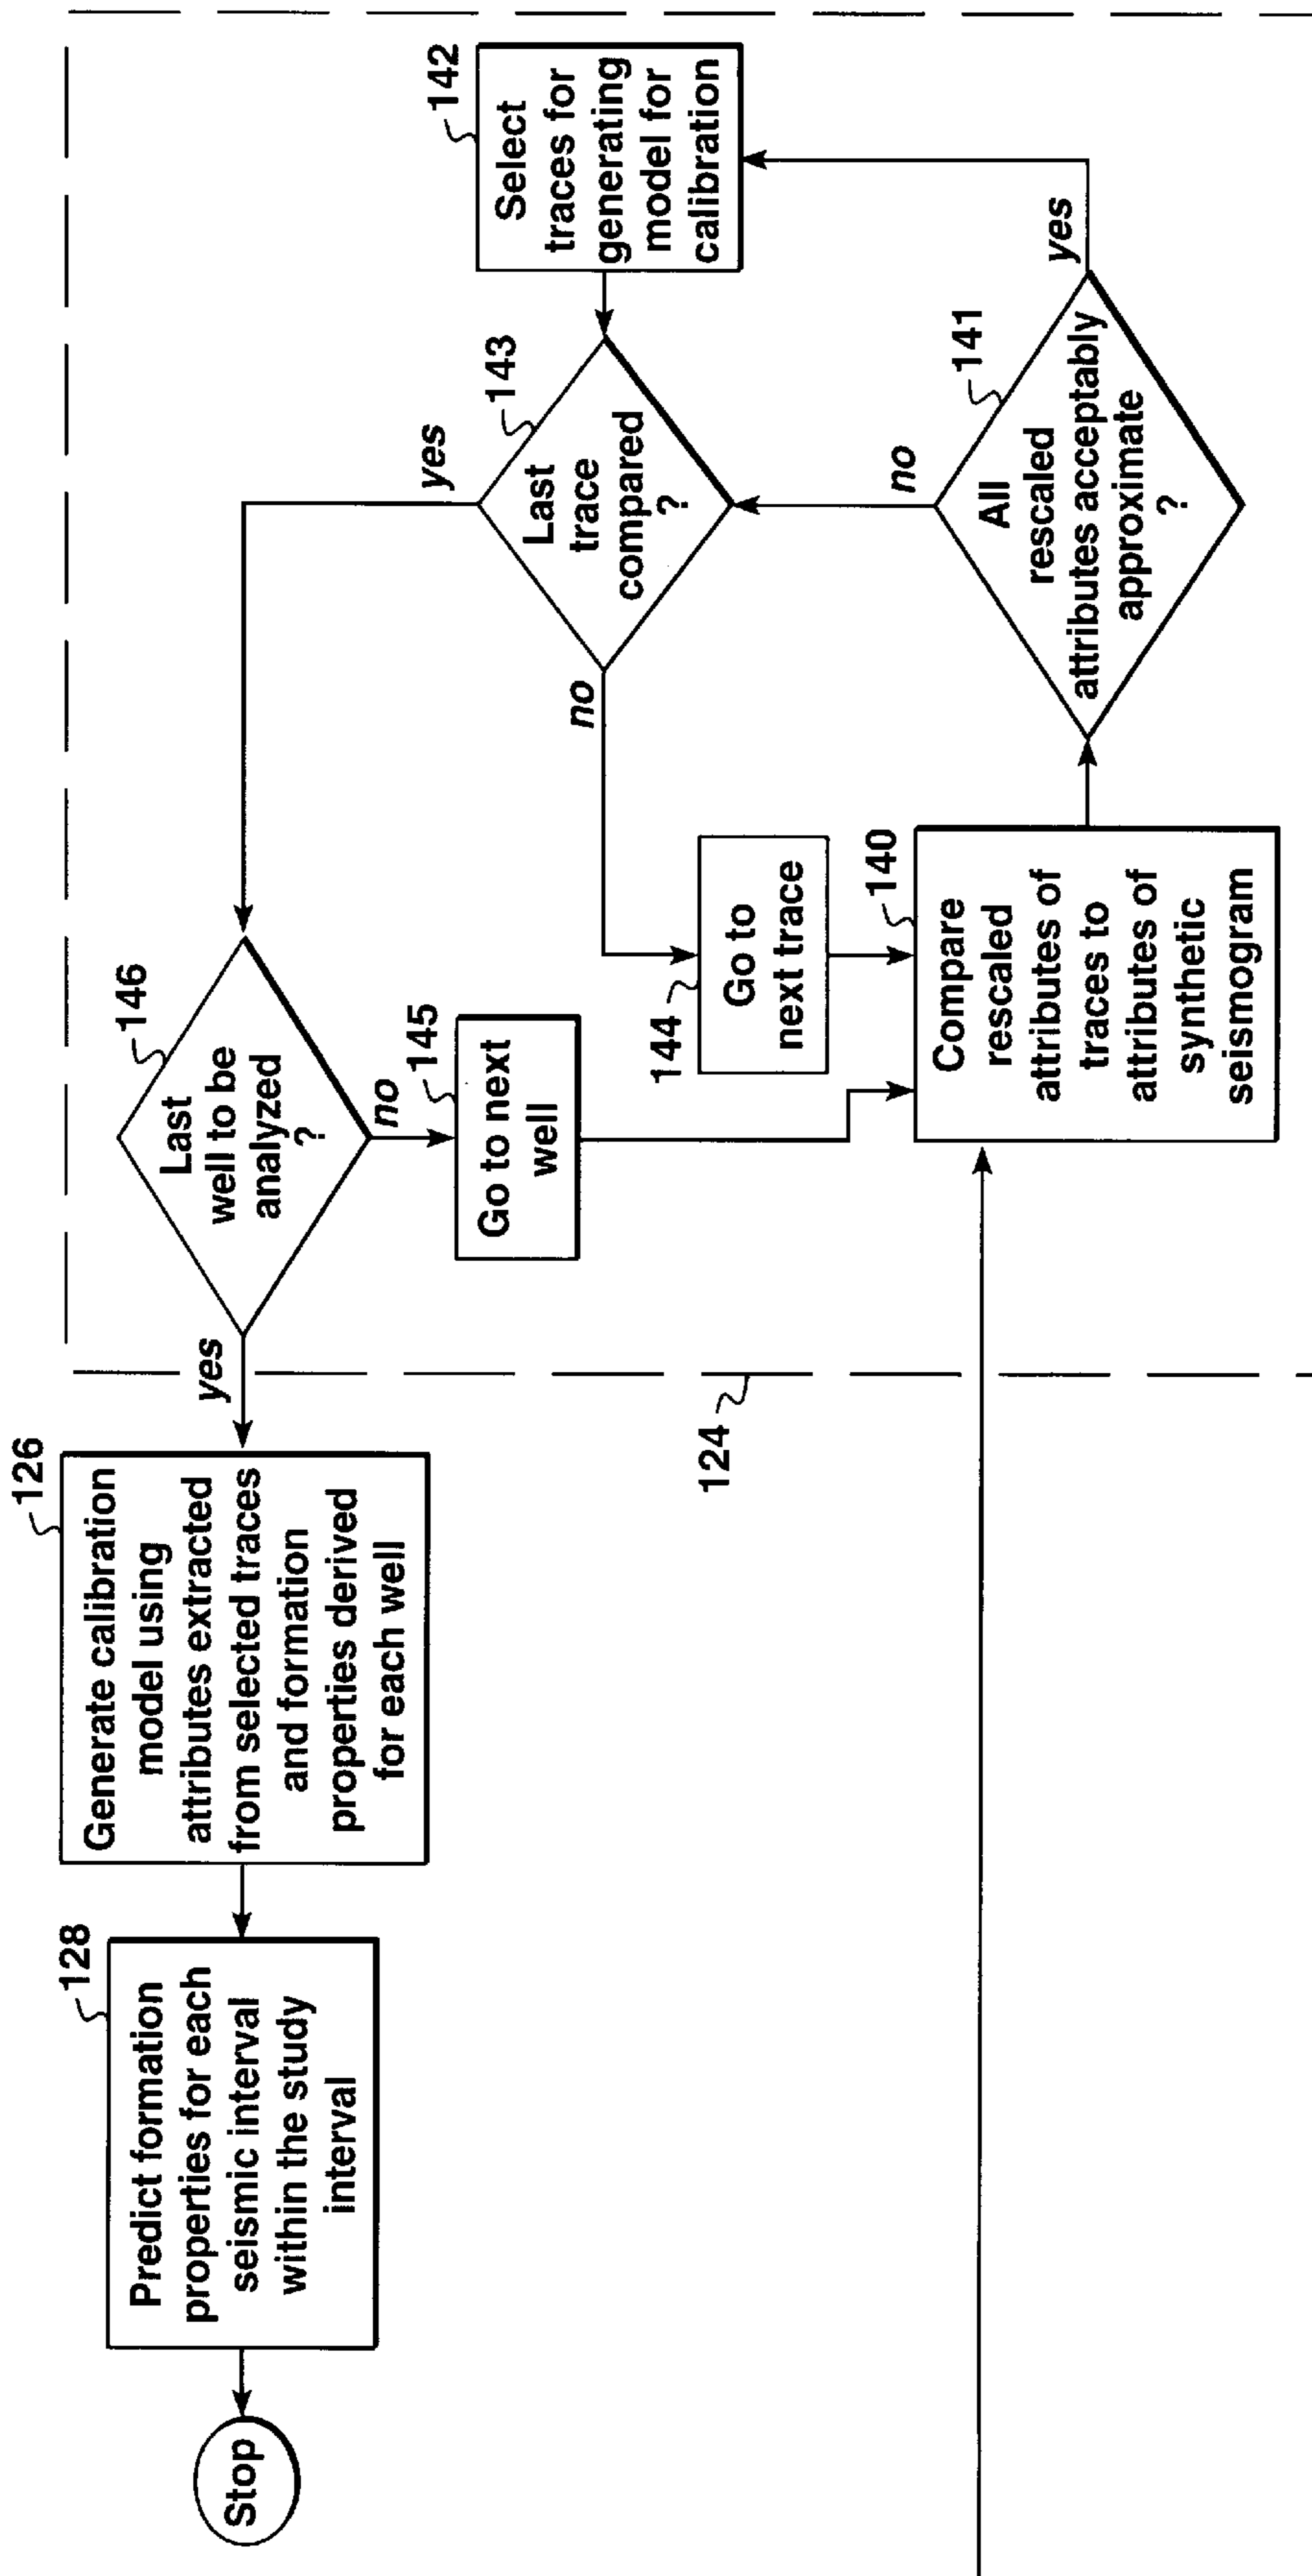 142
Select
traces for
generating
model for
calibration
143
Last
trace
compared
?
yes
no
141
All
rescaled
attributes acceptably
approximate
?
yes
no
146
Last
well to be
analyzed
?
yes
no
145
Go to next
well
144
Go to
next trace
140
Compare
rescaled
attributes of
traces to
attributes of
synthetic
seismogram
124
126
Generate calibration
model using
attributes extracted
from selected traces
and formation
properties derived
for each well
128
Predict formation
properties for each
seismic interval
within the study
interval
Stop